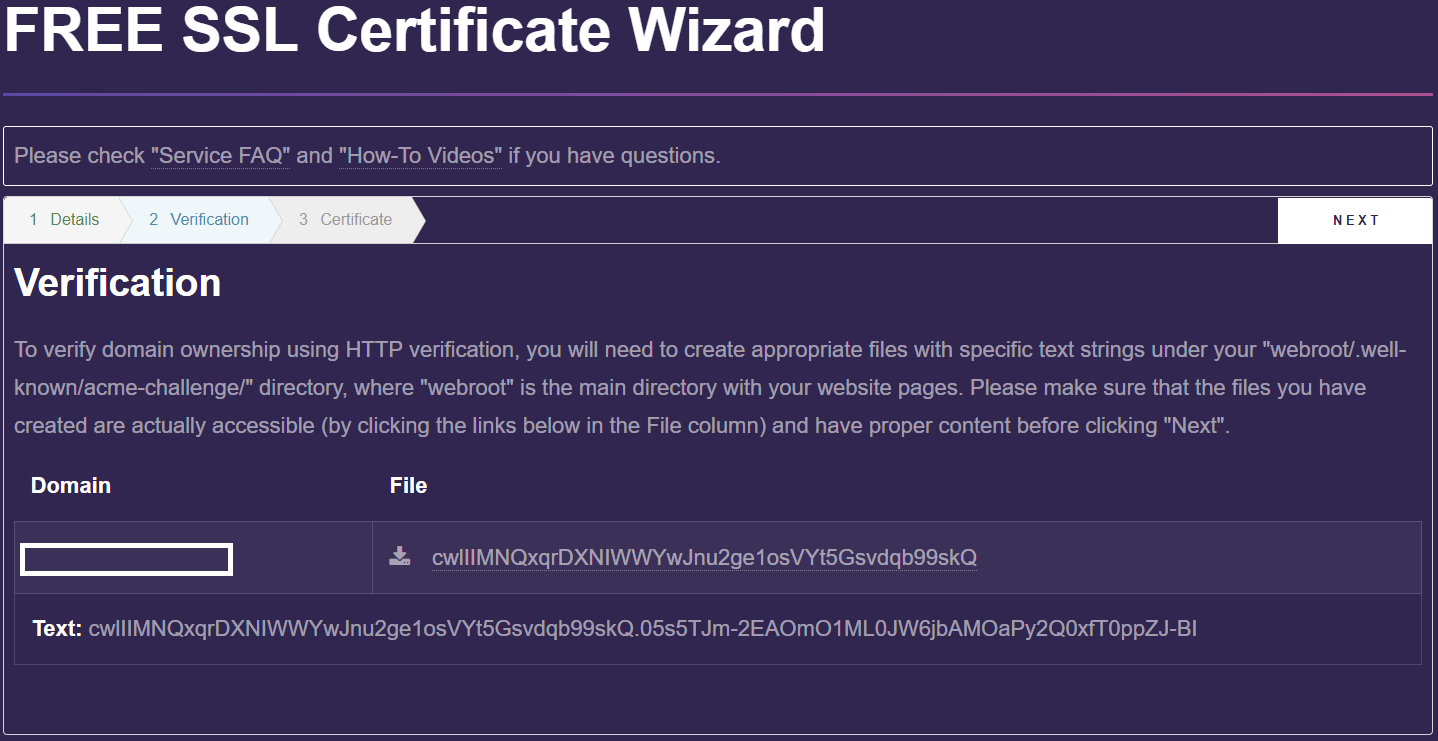 FREE SSL Certificate Wizard
Please check "Service FAQ" and "How-To Videos" if you have questions.
1 Details 2 Verification 3 Certificate NEXT
Verification
To verify domain ownership using HTTP verification, you will need to create appropriate files with specific text strings under your "webroot/.well-
known/acme-challenge/" directory, where "webroot" is the main directory with your website pages. Please make sure that the files you have
created are actually accessible (by clicking the links below in the File column) and have proper content before clicking "Next".
Domain File
cwlIIMNQxqrDXNIWWYwJnu2ge1osVYt5Gsvdqb99skQ
Text: cwlIIMNQxqrDXNIWWYwJnu2ge1osVYt5Gsvdqb99skQ.05s5TJm-2EAOmO1ML0JW6jbAMOaPy2Q0xfT0ppZJ-BI